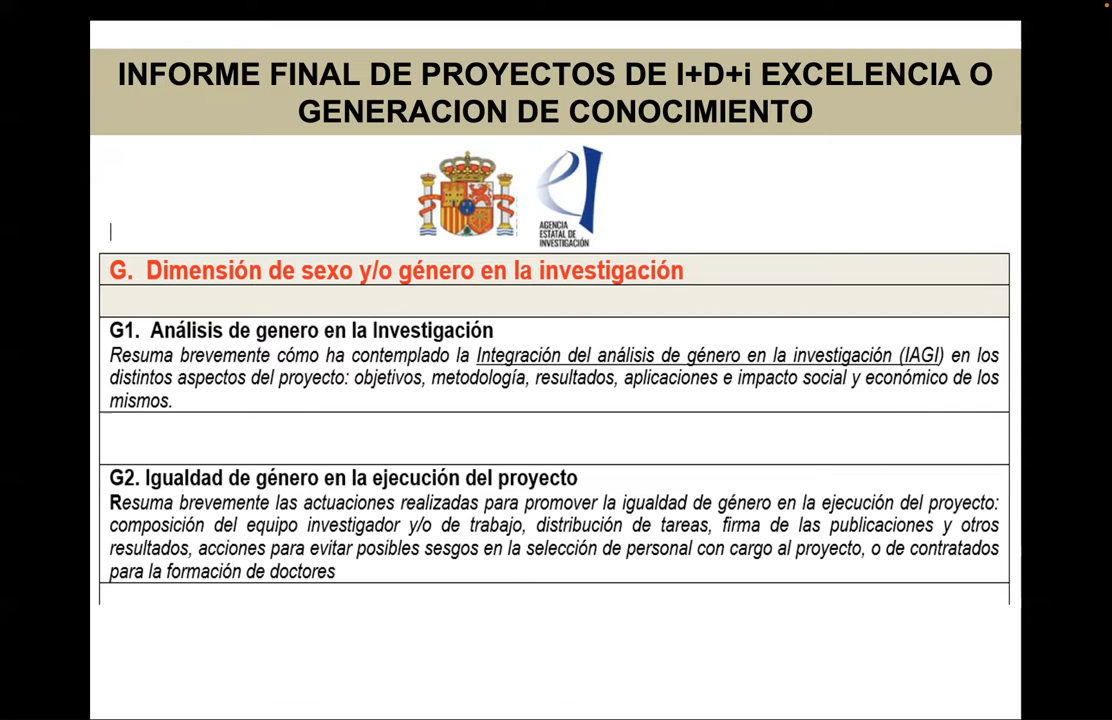 INFORME FINAL DE PROYECTOS DE I+D+i EXCELENCIA O
GENERACION DE CONOCIMIENTO
AGENCIA
ESTATAL DE
INVESTIGACIÓN
G. Dimensión de sexo y/o género en la investigación
G1. Análisis de genero en la Investigación
Resuma brevemente cómo ha contemplado la Integración del análisis de género en la investigación (IAGI) en los
distintos aspectos del proyecto: objetivos, metodología, resultados, aplicaciones e impacto social y económico de los
mismos.
G2. Igualdad de género en la ejecución del proyecto
Resuma brevemente las actuaciones realizadas para promover la igualdad de género en la ejecución del proyecto:
composición del equipo investigador y/o de trabajo, distribución de tareas, firma de las publicaciones y otros
resultados, acciones para evitar posibles sesgos en la selección de personal con cargo al proyecto, o de contratados
para la formación de doctores